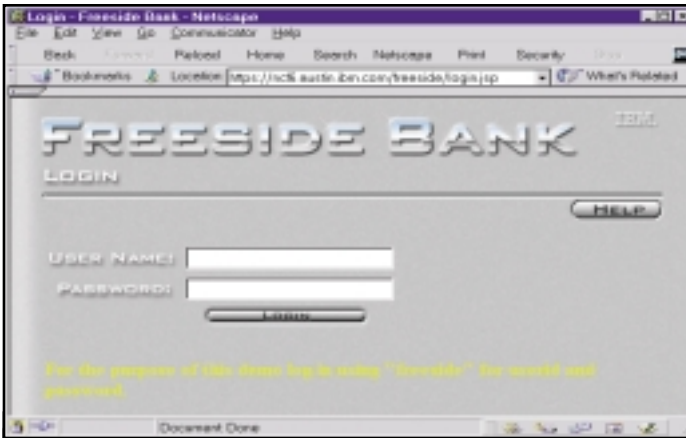 Login - Freeside Bank - Netscape
File Edit View Go Communicator Help
Back Forward Reload Home Search Netscape Print Security
Bookmarks Location https://nct6.austin.ibm.com/freeside/login.jsp What's Related
IBM
FREESIDE BANK
LOGIN
HELP
USER NAME:
PASSWORD:
LOGIN
For the purpose of this demo log in using "freeside" for userid and
password.
Document Done